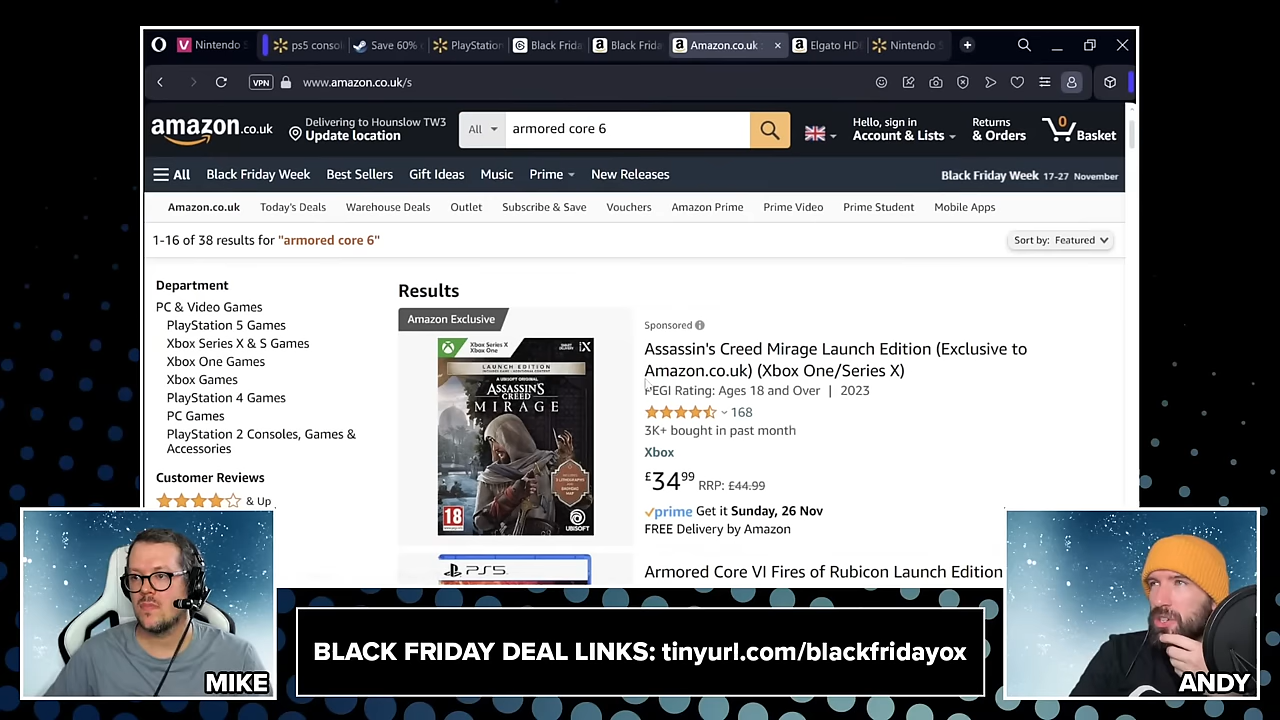 Nintendo S
ps5 consol
Save 60%
PlayStation
Black Frida
Black Frida
Amazon.co.uk
Elgato HD
Nintendo S
VPN
www.amazon.co.uk/s
amazon.co.uk
Delivering to Hounslow TW3
Update location
All
armored core 6
Hello, sign in
Account & Lists
Returns
& Orders
0
Basket
All
Black Friday Week
Best Sellers
Gift Ideas
Music
Prime
New Releases
Black Friday Week 17-27 November
Amazon.co.uk
Today's Deals
Warehouse Deals
Outlet
Subscribe & Save
Vouchers
Amazon Prime
Prime Video
Prime Student
Mobile Apps
1-16 of 38 results for "armored core 6"
Sort by: Featured
Department
PC & Video Games
PlayStation 5 Games
Xbox Series X & S Games
Xbox One Games
Xbox Games
PlayStation 4 Games
PC Games
PlayStation 2 Consoles, Games &
Accessories
Customer Reviews
& Up
Results
Amazon Exclusive
Xbox Series X
Xbox One
LAUNCH EDITION
A UBISOFT ORIGINAL
ASSASSIN'S
CREED
MIRAGE
18
UBISOFT
PS5
Sponsored
Assassin's Creed Mirage Launch Edition (Exclusive to
Amazon.co.uk) (Xbox One/Series X)
PEGI Rating: Ages 18 and Over | 2023
168
3K+ bought in past month
Xbox
£34.99 RRP: £44.99
prime Get it Sunday, 26 Nov
FREE Delivery by Amazon
Armored Core VI Fires of Rubicon Launch Edition
MIKE
BLACK FRIDAY DEAL LINKS: tinyurl.com/blackfridayox
ANDY